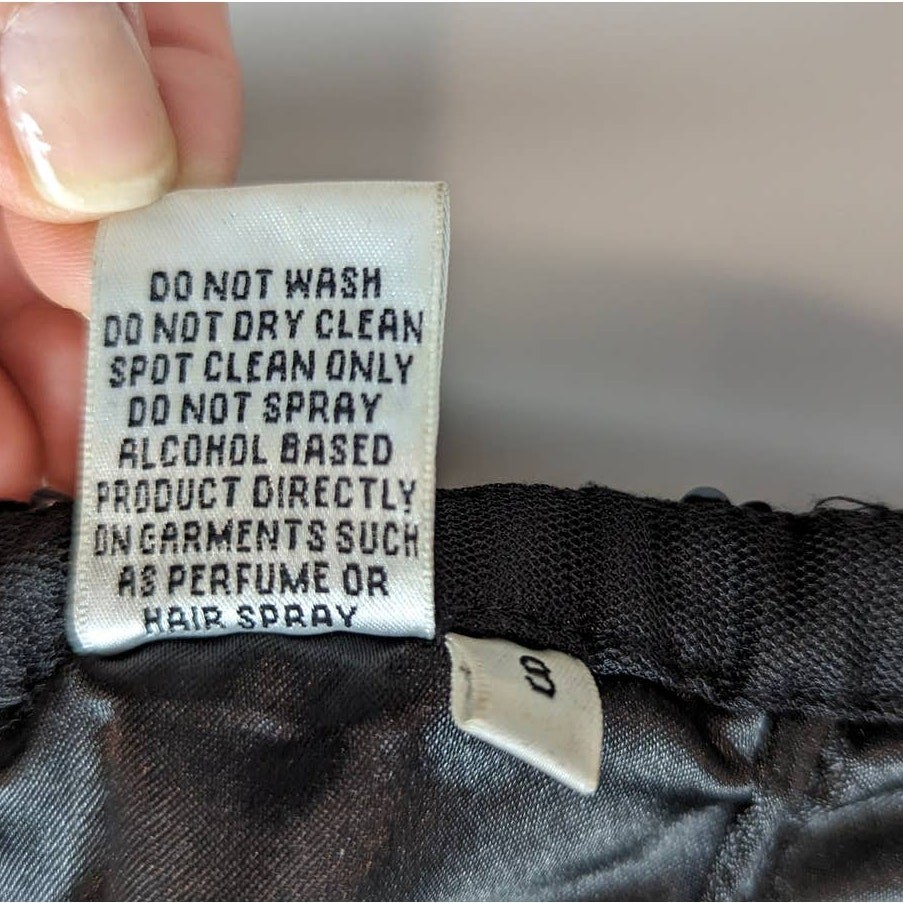 DO NOT WASH
DO NOT DRY CLEAN
SPOT CLEAN ONLY
DO NOT SPRAY
ALCOHOL BASED
PRODUCT DIRECTLY
ON GARMENTS SUCH
AS PERFUME OR
HAIR SPRAY
8